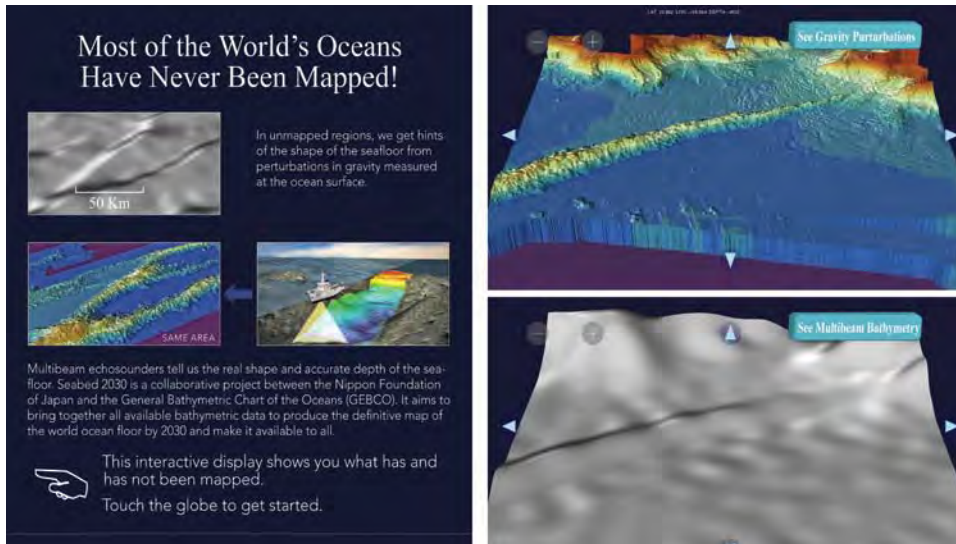 Most of the World's Oceans
Have Never Been Mapped!
In unmapped regions, we get hints
of the shape of the seafloor from
perturbations in gravity measured
at the ocean surface.
50 Km
SAME AREA
Multibeam echosounders tell us the real shape and accurate depth of the sea-
floor. Seabed 2030 is a collaborative project between the Nippon Foundation
of Japan and the General Bathymetric Chart of the Oceans (GEBCO). It aims to
bring together all available bathymetric data to produce the definitive map of
the world ocean floor by 2030 and make it available to all.
This interactive display shows you what has and
has not been mapped.
Touch the globe to get started.
See Gravity Purturbations
See Multibeam Bathymetry